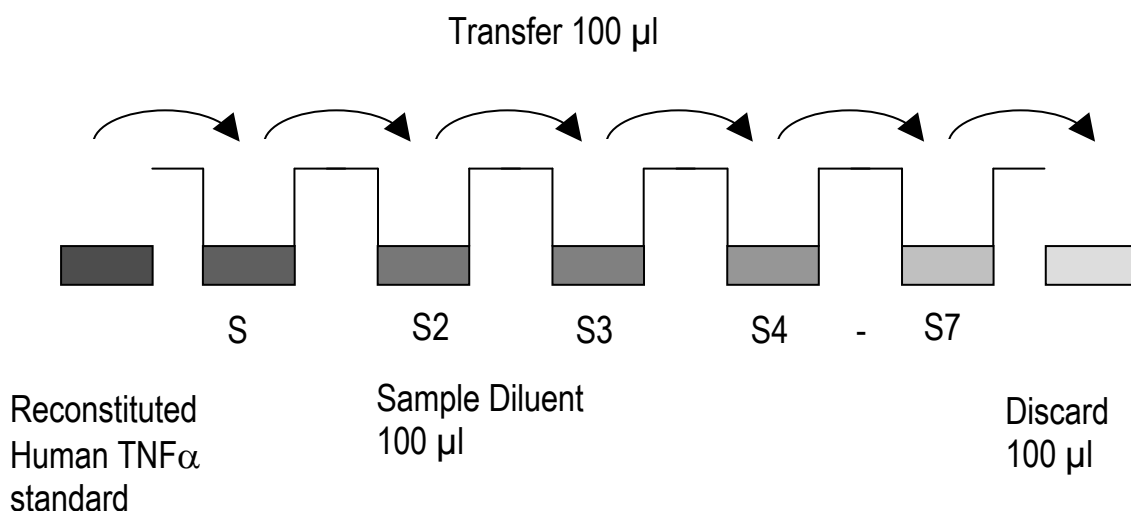 Transfer 100 µl
S
S2
S3
S4
-
S7
Reconstituted
Human TNFα
standard
Sample Diluent
100 µl
Discard
100 µl